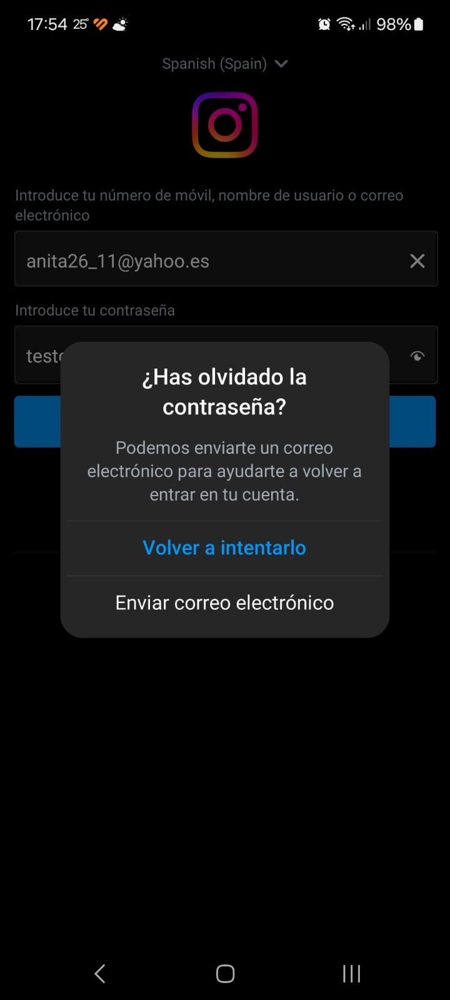 17:54 25° 98%
Spanish (Spain)
Introduce tu número de móvil, nombre de usuario o correo
electrónico
anita26_11@yahoo.es
Introduce tu contraseña
¿Has olvidado la
contraseña?
Podemos enviarte un correo
electrónico para ayudarte a volver a
entrar en tu cuenta.
Volver a intentarlo
Enviar correo electrónico